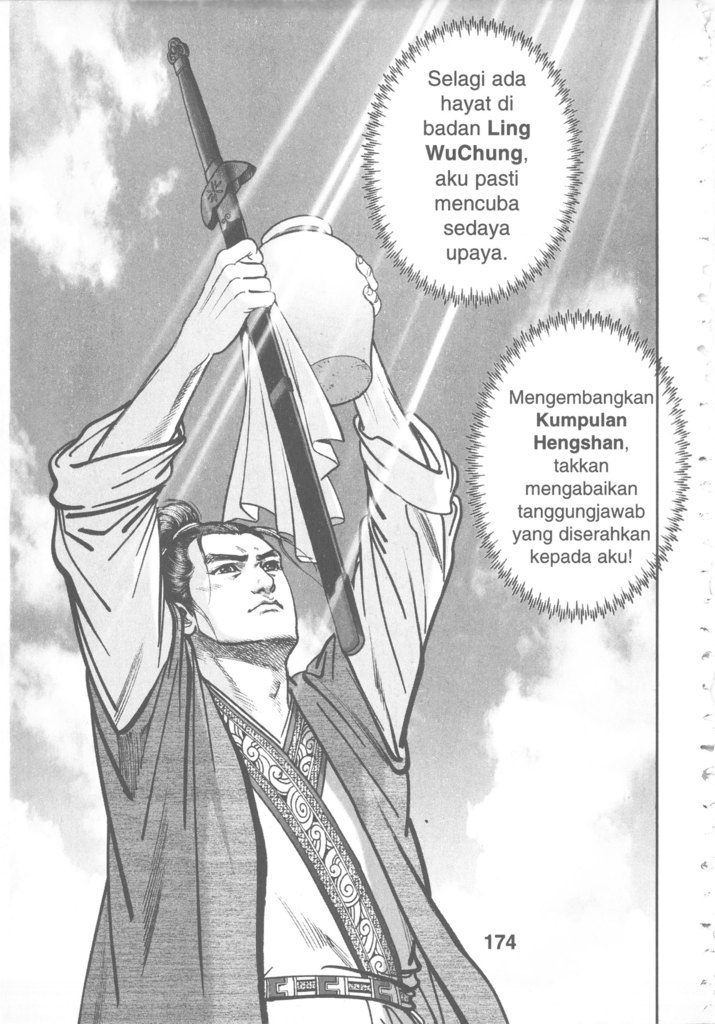 Selagi ada
hayat di
badan Ling
WuChung,
aku pasti
mencuba
sedaya
upaya.
Mengembangkan
Kumpulan
Hengshan,
takkan
mengabaikan
tanggungjawab
yang diserahkan
kepada aku!
174